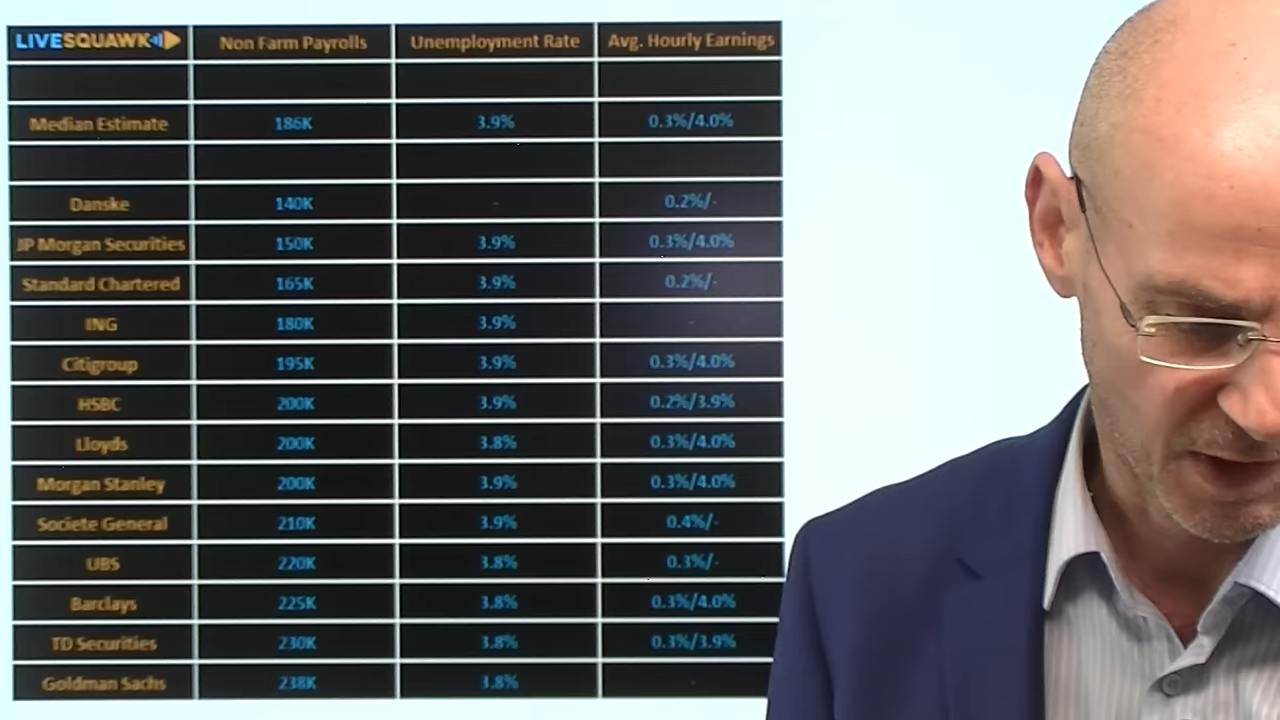 LIVESQUAWK Non Farm Payrolls Unemployment Rate Avg. Hourly Earnings
Median Estimate 186K 3.9% 0.3%/4.0%
Danske 140K - 0.2%/-
JP Morgan Securities 150K 3.9% 0.3%/4.0%
Standard Chartered 165K 3.9% 0.2%/-
ING 180K 3.9% -
Citigroup 195K 3.9% 0.3%/4.0%
HSBC 200K 3.9% 0.2%/3.9%
Lloyds 200K 3.8% 0.3%/4.0%
Morgan Stanley 200K 3.9% 0.3%/4.0%
Societe General 210K 3.9% 0.4%/-
UBS 220K 3.8% 0.3%/-
Barclays 225K 3.8% 0.3%/4.0%
TD Securities 230K 3.8% 0.3%/3.9%
Goldman Sachs 238K 3.8% -